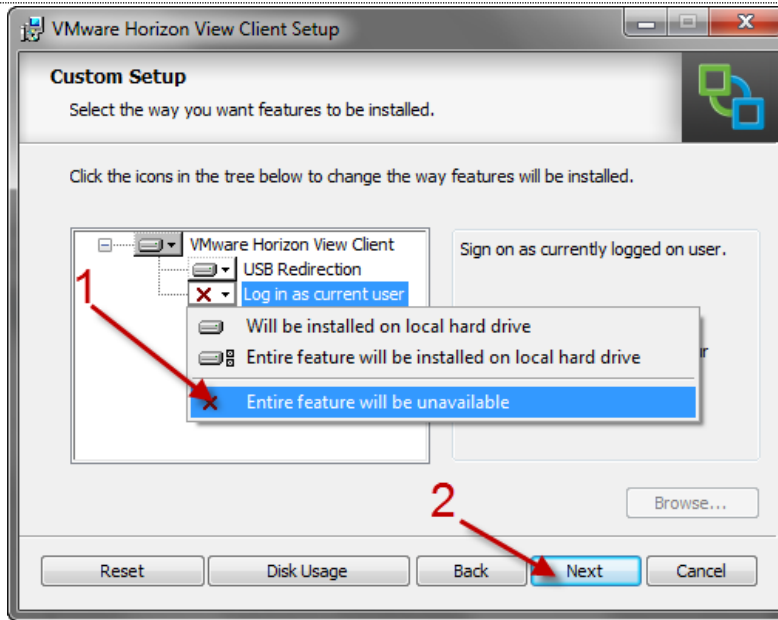 VMware Horizon View Client Setup
Custom Setup
Select the way you want features to be installed.
Click the icons in the tree below to change the way features will be installed.
VMware Horizon View Client
USB Redirection
Log in as current user
Sign on as currently logged on user.
1
Will be installed on local hard drive
Entire feature will be installed on local hard drive
Entire feature will be unavailable
2
Browse...
Reset
Disk Usage
Back
Next
Cancel